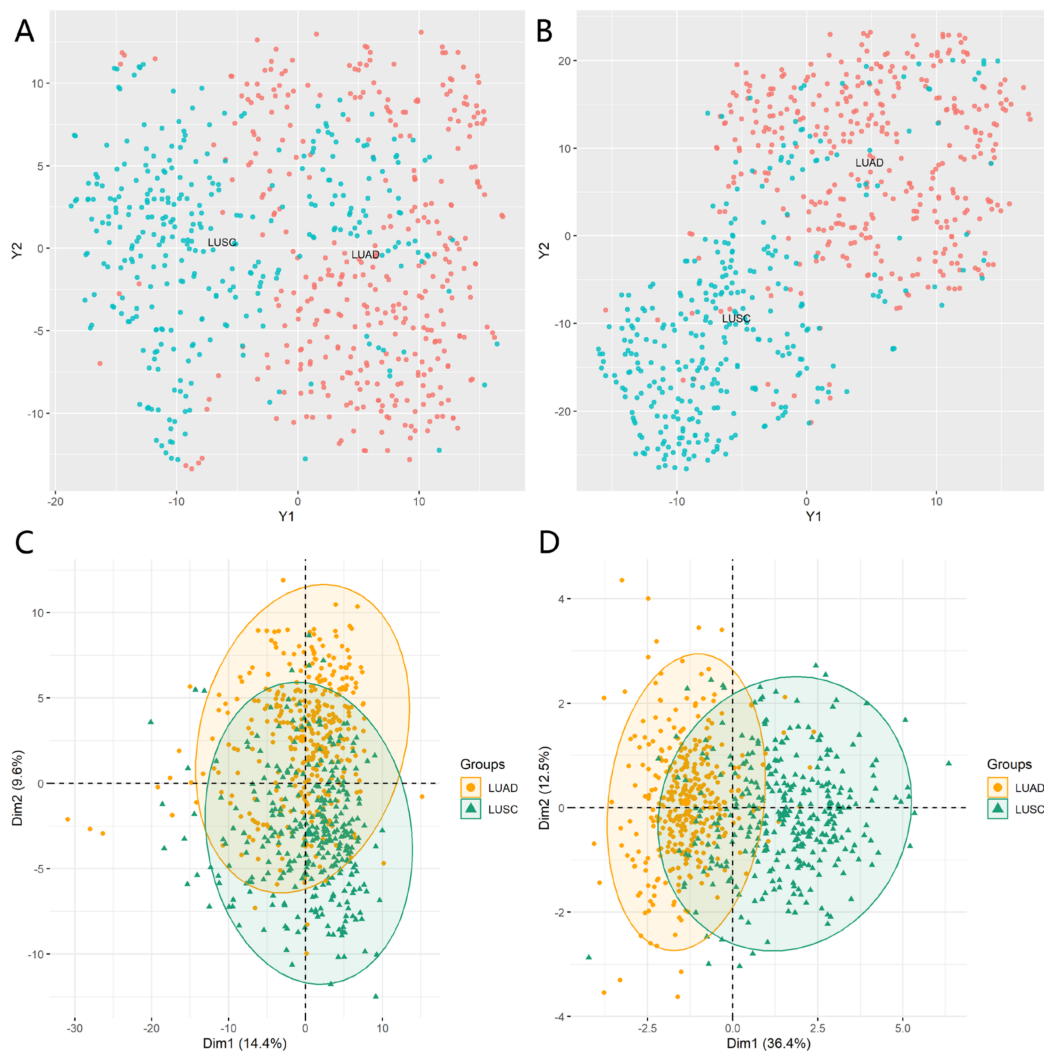 A
B
10
5
0
-5
-10
Y2
LUSC
LUAD
-20
-10
0
10
Y1
20
10
0
-10
-20
Y2
LUAD
LUSC
-10
0
10
Y1
C
D
10
5
0
-5
-10
Dim2 (9.6%)
-30
-20
-10
0
10
Dim1 (14.4%)
Groups
LUAD
LUSC
4
2
0
-2
-4
Dim2 (12.5%)
-2.5
0.0
2.5
5.0
Dim1 (36.4%)
Groups
LUAD
LUSC